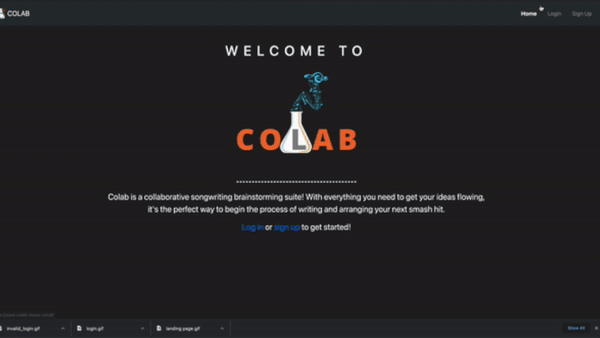 COLAB
Home Login Sign Up
WELCOME TO
COLAB
Colab is a collaborative songwriting brainstorming suite! With everything you need to get your ideas flowing,
it's the perfect way to begin the process of writing and arranging your next smash hit.
Log in or sign up to get started!
invalid_login.gif
login.gif
landing page.gif
Show All